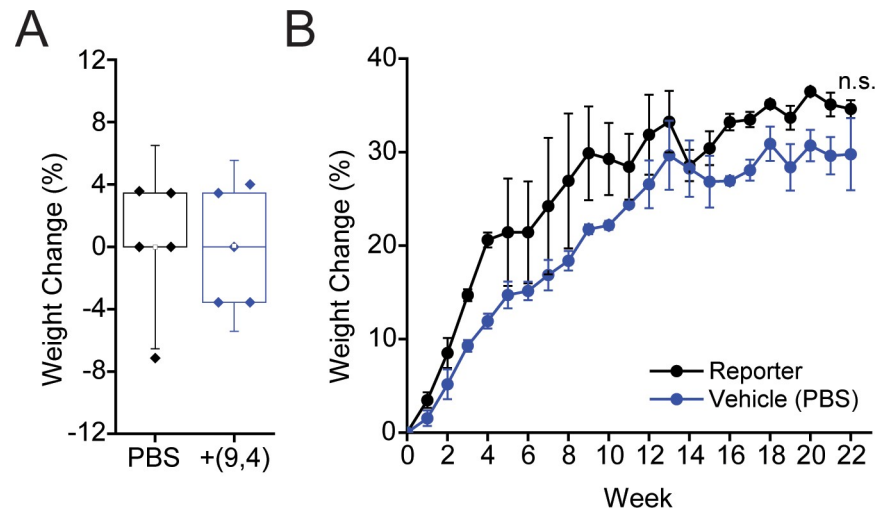 A
12
8
4
0
-4
-8
-12
Weight Change (%)
PBS
+(9,4)
B
40
30
20
10
0
Weight Change (%)
n.s.
Reporter
Vehicle (PBS)
0 2 4 6 8 10 12 14 16 18 20 22
Week